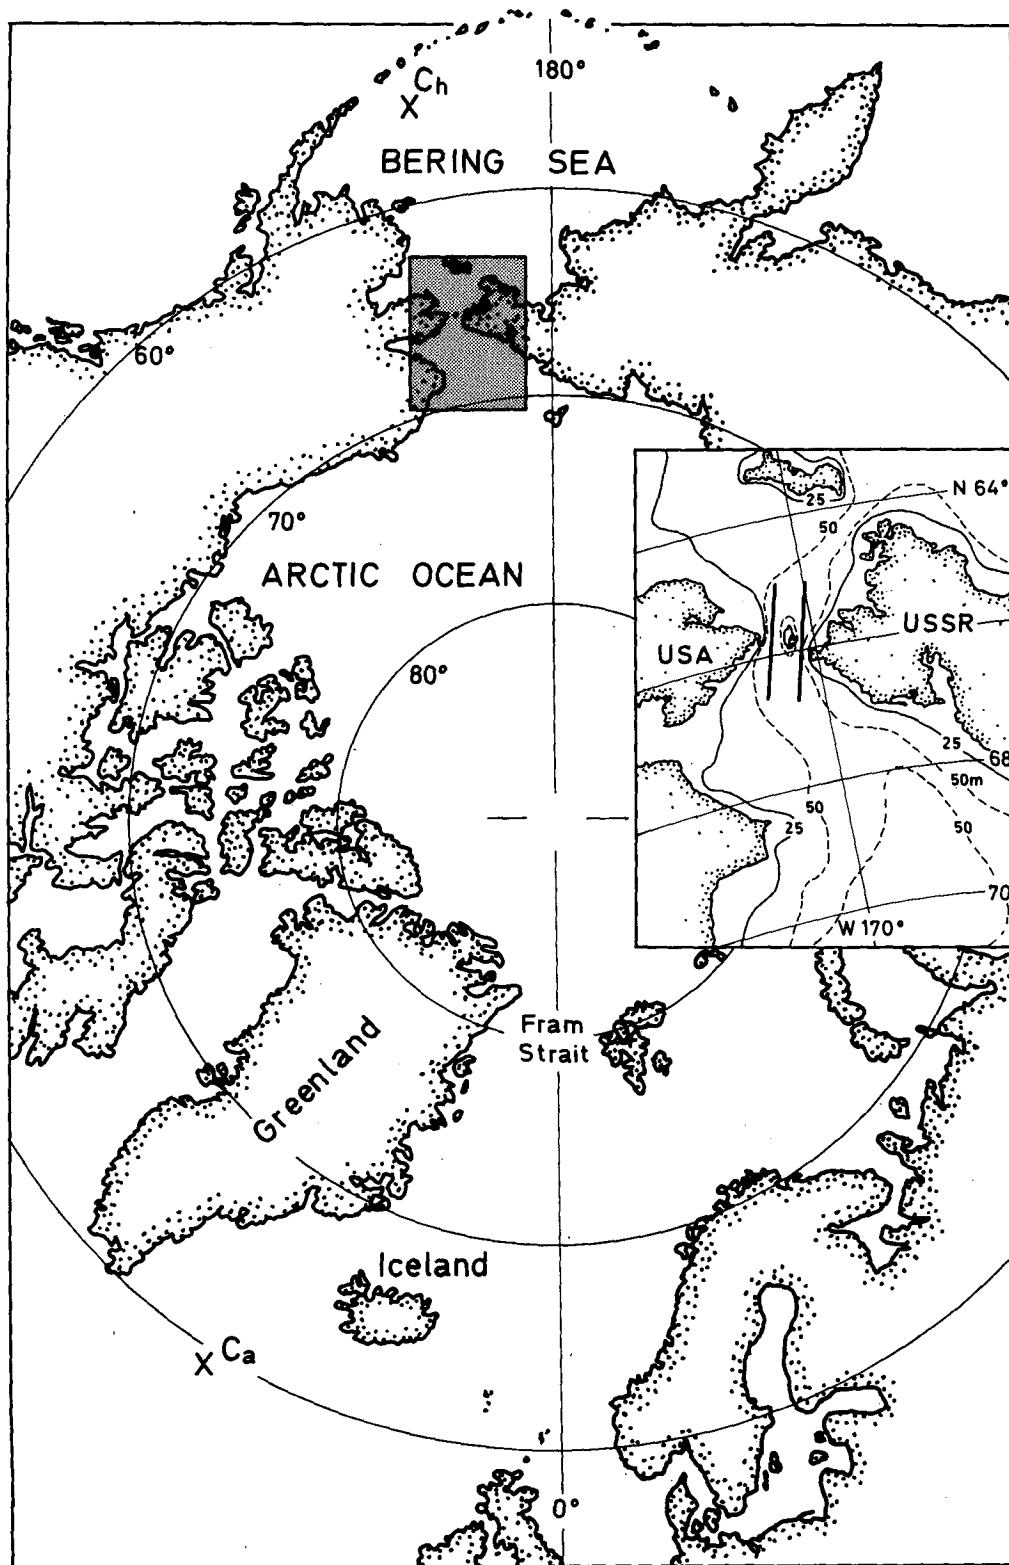 180°
X Ch
BERING SEA
60°
70°
ARCTIC OCEAN
80°
25
N 64°
50
USA
USSR
25
68
50m
50
50
25
70
W 170°
Fram
Strait
Greenland
Iceland
X Ca
0°